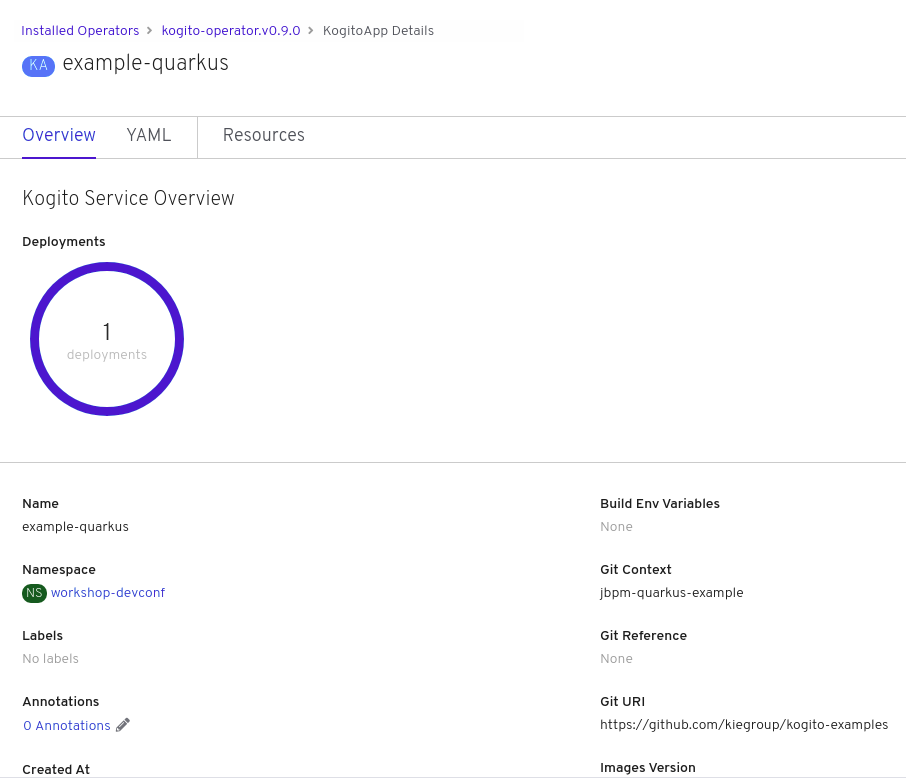 Installed Operators > kogito-operator.v0.9.0 > KogitoApp Details
KA example-quarkus
Overview YAML Resources
Kogito Service Overview
Deployments
1
deployments
Name
example-quarkus
Namespace
NS workshop-devconf
Labels
No labels
Annotations
0 Annotations
Created At
Build Env Variables
None
Git Context
jbpm-quarkus-example
Git Reference
None
Git URI
https://github.com/kiegroup/kogito-examples
Images Version